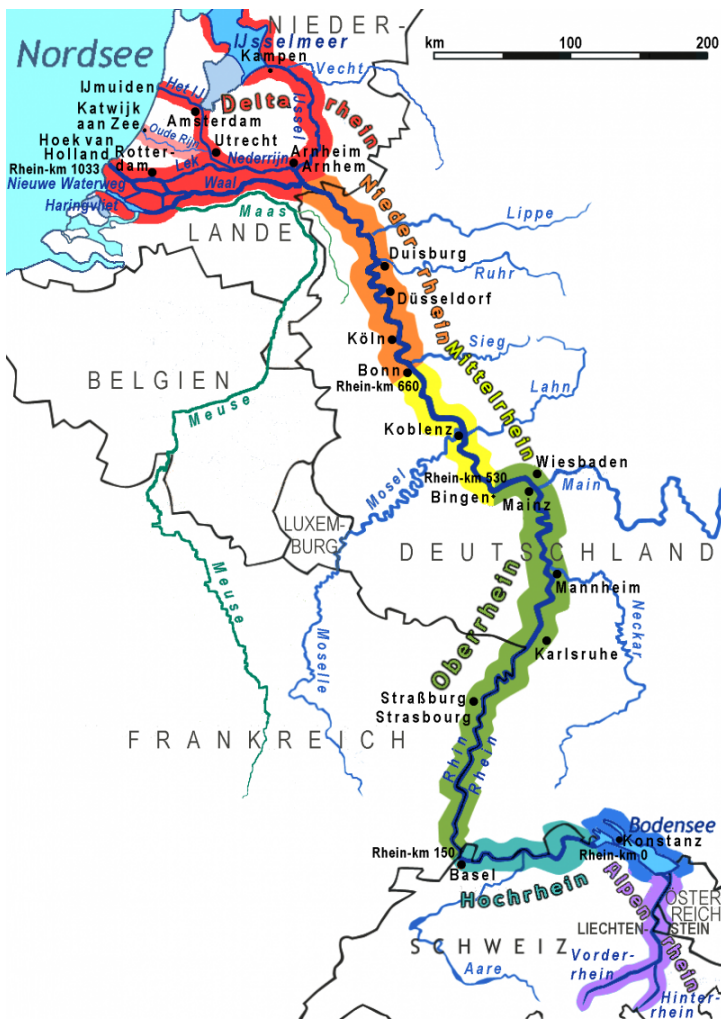 NIEDER-
Nordsee
IJsselmeer
Kampen
km 100 200
Vecht
IJmuiden
Het IJ
Delta rhein
IJssel
Katwijk
aan Zee
Amsterdam
Oude Rijn
Utrecht
Hoek van
Holland
Rotter-
dam
Lek
Nederrijn
Arnheim
Arnhem
Rhein-km 1033
Nieuwe Waterweg
Waal
Haringvliet
Maas
LANDE
Nieder rhein
Lippe
Duisburg
Ruhr
Düsseldorf
Köln
Sieg
Mittelrhein
BELGIEN
Bonn
Rhein-km 660
Lahn
Meuse
Koblenz
Wiesbaden
Mosel
Rhein-km 530
Main
Bingen
Mainz
LUXEM-
BURG
DEUTSCHLAND
Meuse
Mannheim
Oberrhein
Neckar
Moselle
Karlsruhe
Straßburg
Strasbourg
FRANKREICH
Rhin
Rhein
Bodensee
Konstanz
Rhein-km 150
Rhein-km 0
Basel
Hochrhein
Alpen rhein
ÖSTER
REICH
LIECHTEN-
STEIN
SCHWEIZ
Aare
Vorder-
rhein
Hinter-
rhein